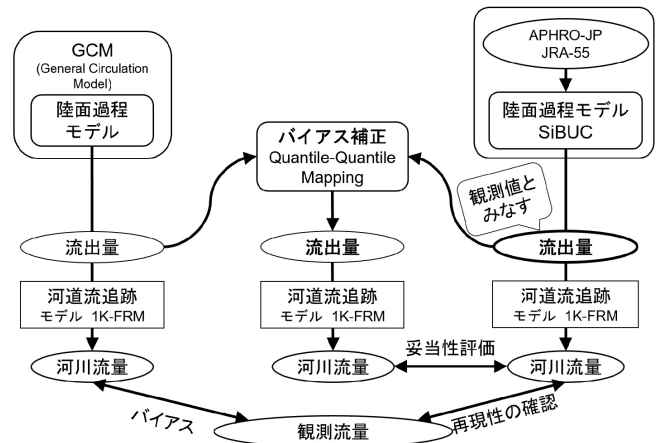 GCM
(General Circulation
Model)
陸面過程
モデル
APHRO-JP
JRA-55
陸面過程モデル
SiBUC
バイアス補正
Quantile-Quantile
Mapping
観測値と
みなす
流出量
流出量
流出量
河道流追跡
モデル 1K-FRM
河道流追跡
モデル 1K-FRM
河道流追跡
モデル 1K-FRM
河川流量
河川流量
妥当性評価
河川流量
バイアス
観測流量
再現性の確認